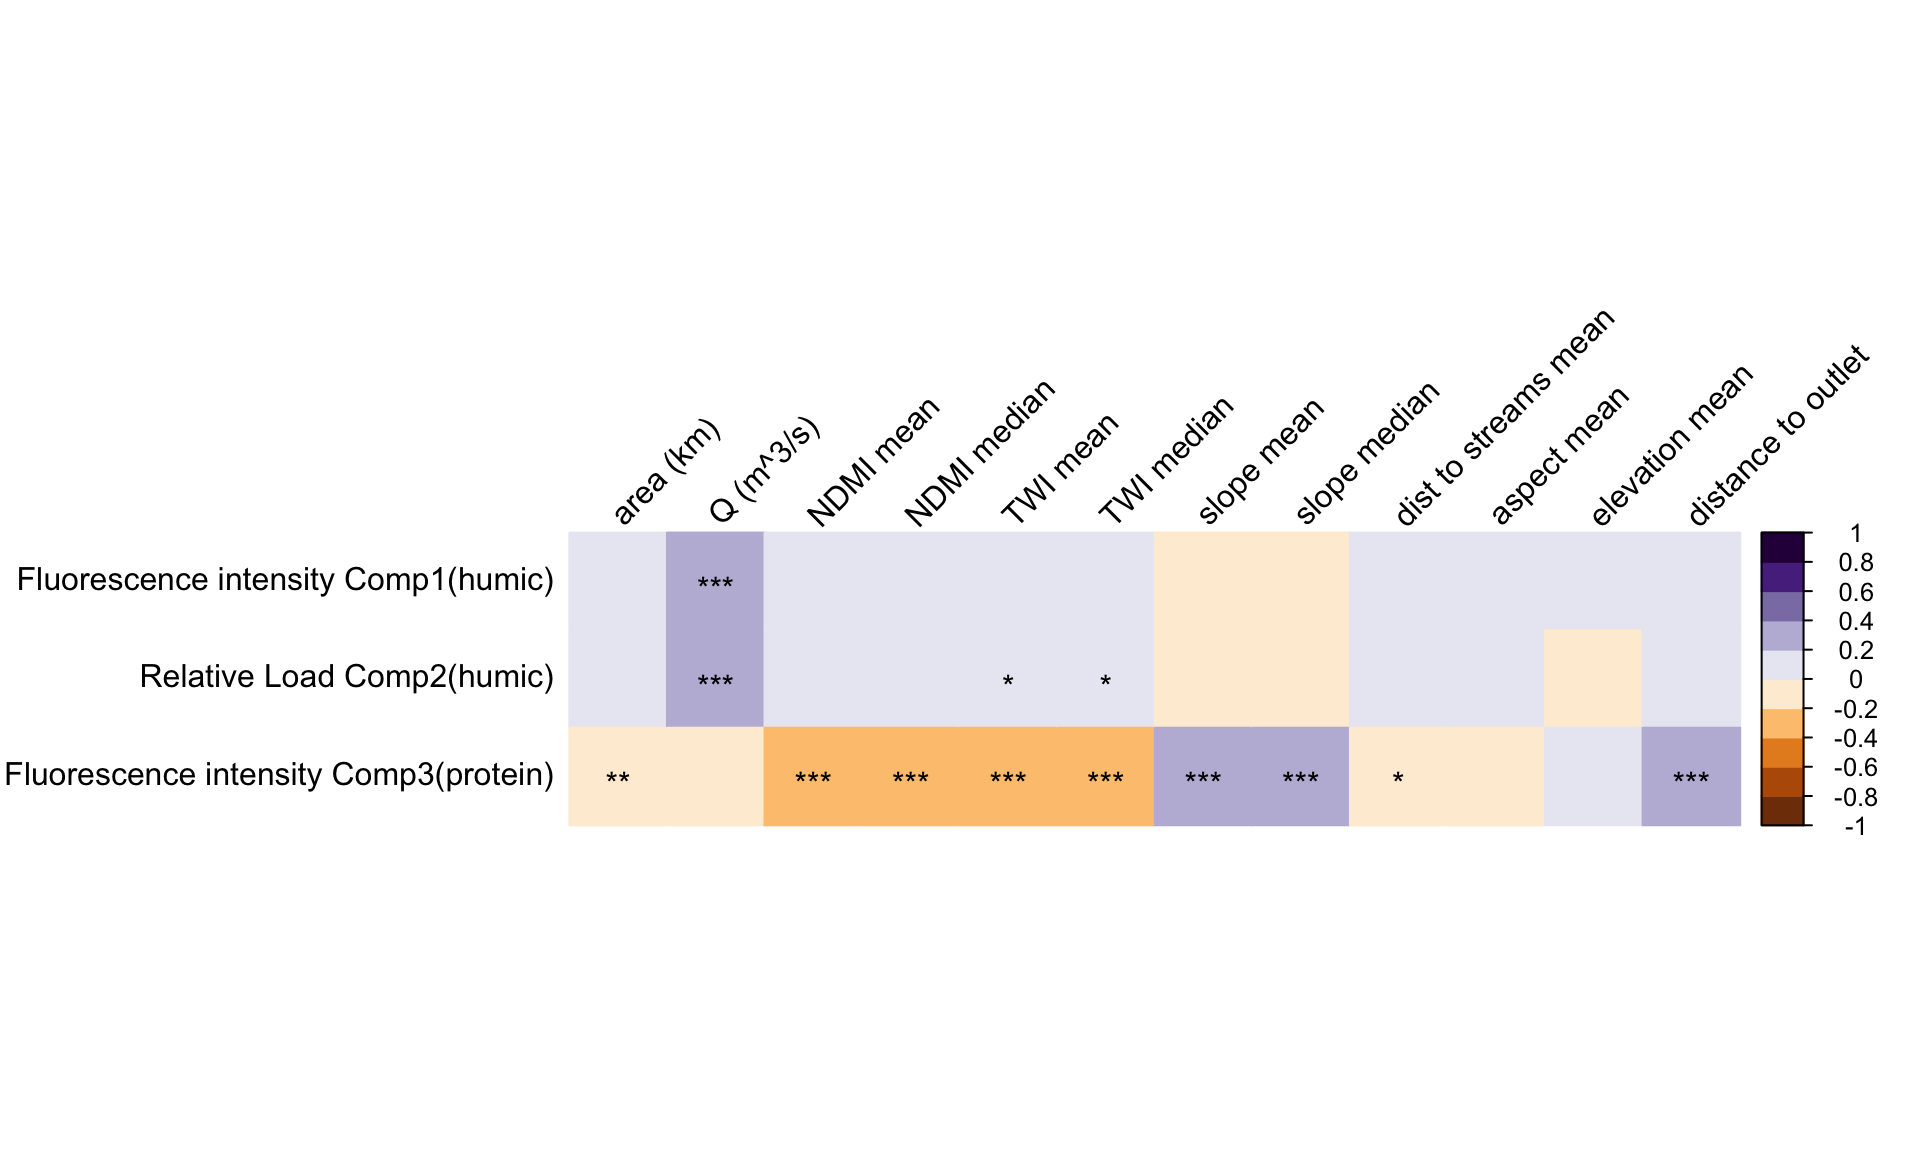 area (km)
Q (m^3/s)
NDMI mean
NDMI median
TWI mean
TWI median
slope mean
slope median
dist to streams mean
aspect mean
elevation mean
distance to outlet
Fluorescence intensity Comp1(humic)
***
Relative Load Comp2(humic)
*** * *
Fluorescence intensity Comp3(protein)
** *** *** *** *** *** *** * ***
1
0.8
0.6
0.4
0.2
0
-0.2
-0.4
-0.6
-0.8
-1